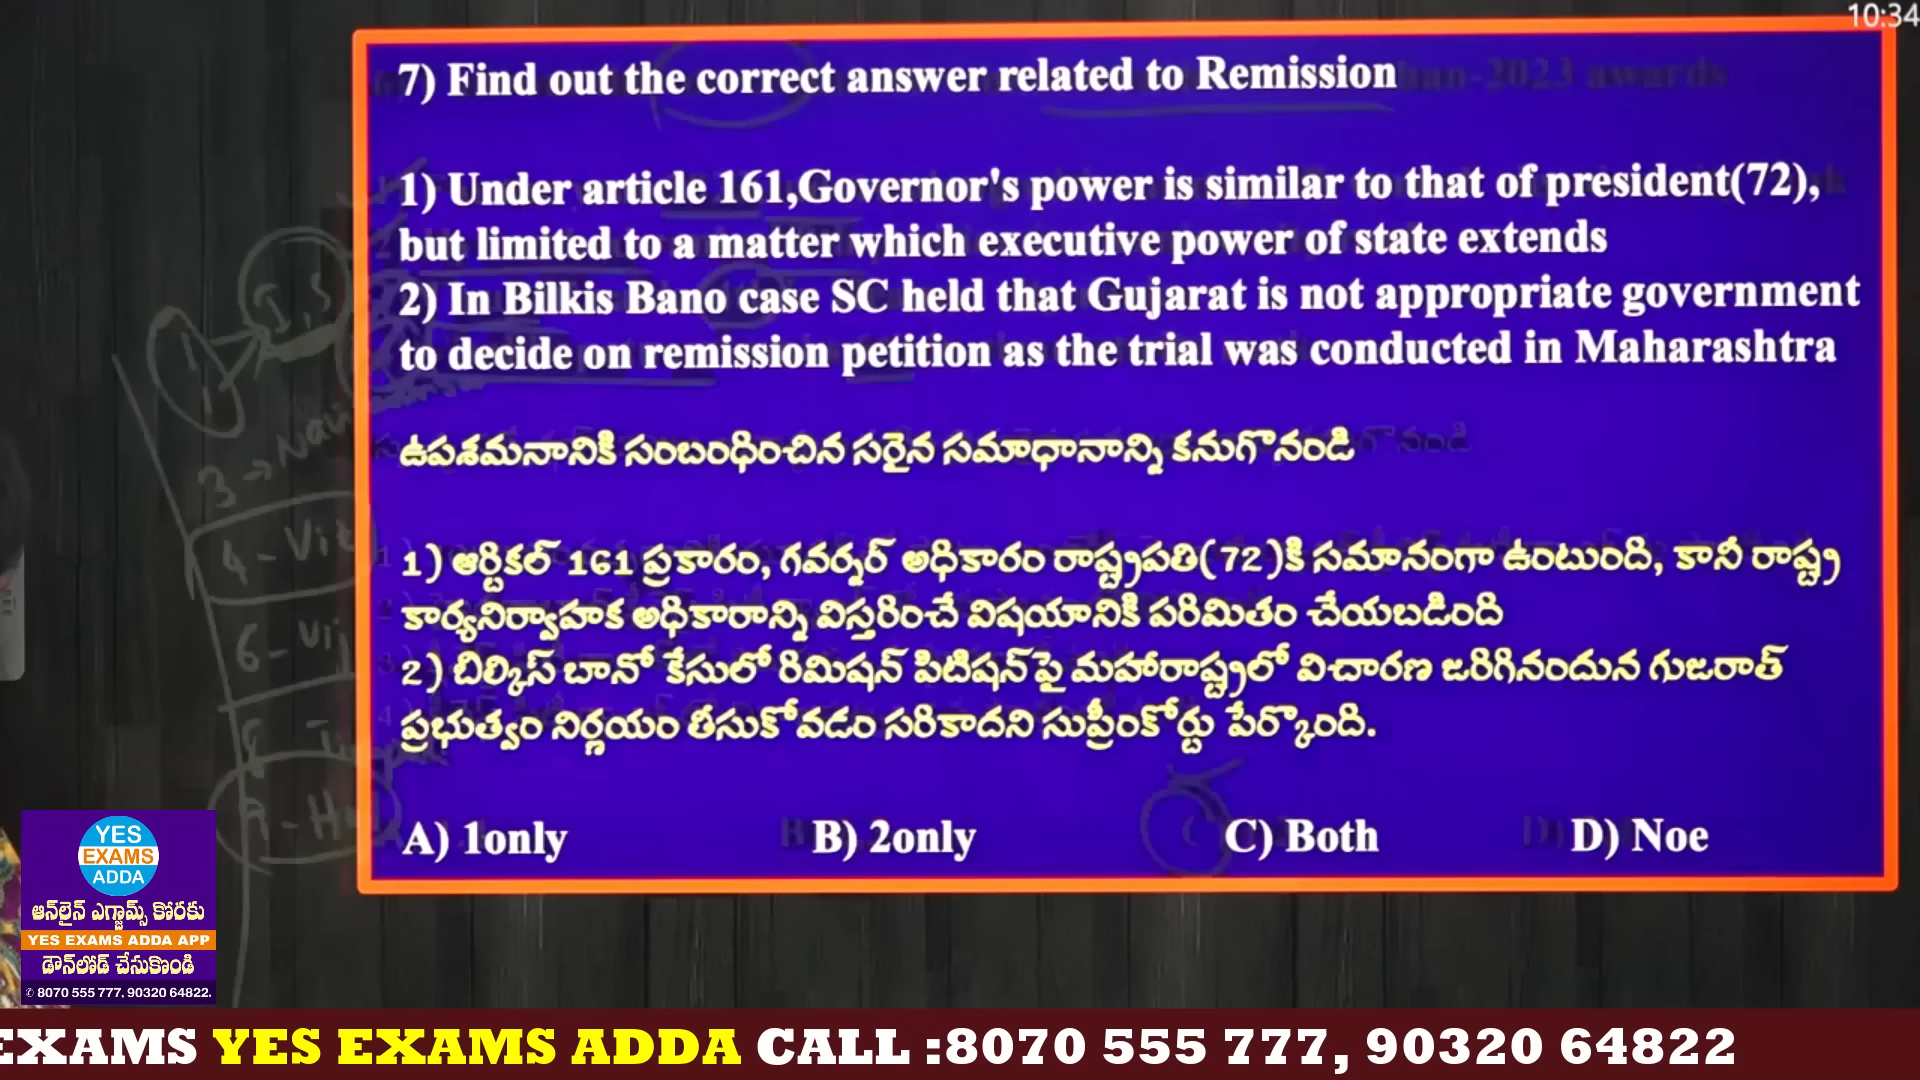 10:34
7) Find out the correct answer related to Remission
1) Under article 161,Governor's power is similar to that of president(72),
but limited to a matter which executive power of state extends
2) In Bilkis Bano case SC held that Gujarat is not appropriate government
to decide on remission petition as the trial was conducted in Maharashtra
ఉపశమనానికి సంబంధించిన సరైన సమాధానాన్ని కనుగొనండి
1) ఆర్టికల్ 161 ప్రకారం, గవర్నర్ అధికారం రాష్ట్రపతి(72)కి సమానంగా ఉంటుంది, కానీ రాష్ట్ర
కార్యనిర్వాహక అధికారాన్ని విస్తరించే విషయానికి పరిమితం చేయబడింది
2) బిల్కిస్ బానో కేసులో రిమిషన్ పిటిషన్‌పై మహారాష్ట్రలో విచారణ జరిగినందున గుజరాత్
ప్రభుత్వం నిర్ణయం తీసుకోవడం సరికాదని సుప్రీంకోర్టు పేర్కొంది.
A) 1only B) 2only C) Both D) Noe
YES
EXAMS
ADDA
ఆన్‌లైన్ ఎగ్జామ్స్ కోరకు
YES EXAMS ADDA APP
డౌన్‌లోడ్ చేసుకొండి
✆ 8070 555 777, 90320 64822.
EXAMS YES EXAMS ADDA CALL :8070 555 777, 90320 64822